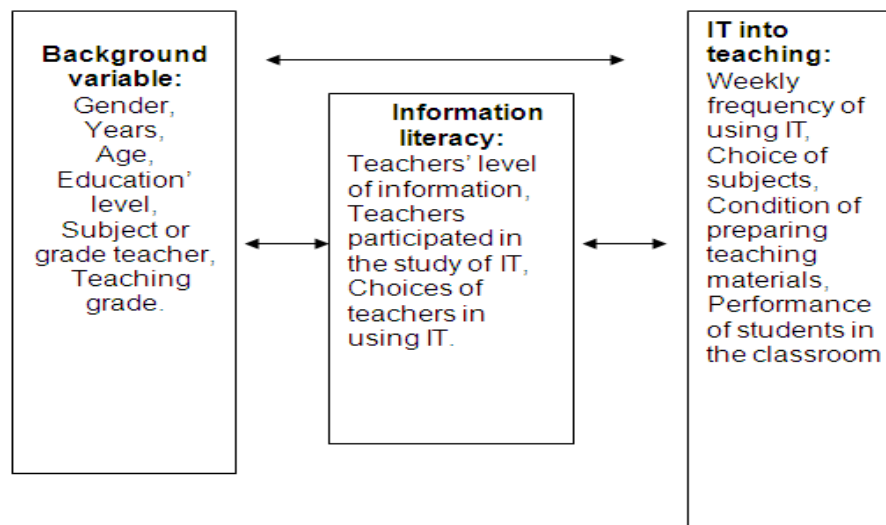 Background
variable:
Gender,
Years,
Age,
Education’
level,
Subject or
grade teacher,
Teaching
grade.
Information
literacy:
Teachers’ level
of information,
Teachers
participated in
the study of IT,
Choices of
teachers in
using IT.
IT into
teaching:
Weekly
frequency of
using IT,
Choice of
subjects,
Condition of
preparing
teaching
materials,
Performance
of students in
the classroom